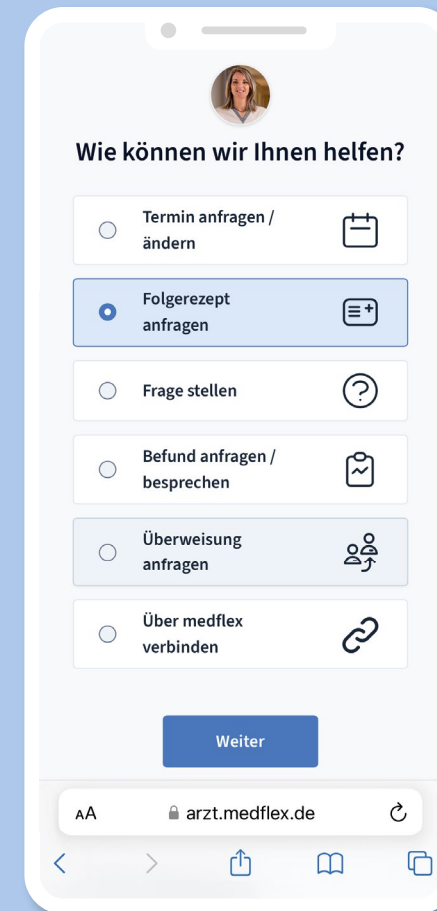 Wie können wir Ihnen helfen?
Termin anfragen /
ändern
Folgerezept
anfragen
Frage stellen
Befund anfragen /
besprechen
Überweisung
anfragen
Über medflex
verbinden
Weiter
AA arzt.medflex.de